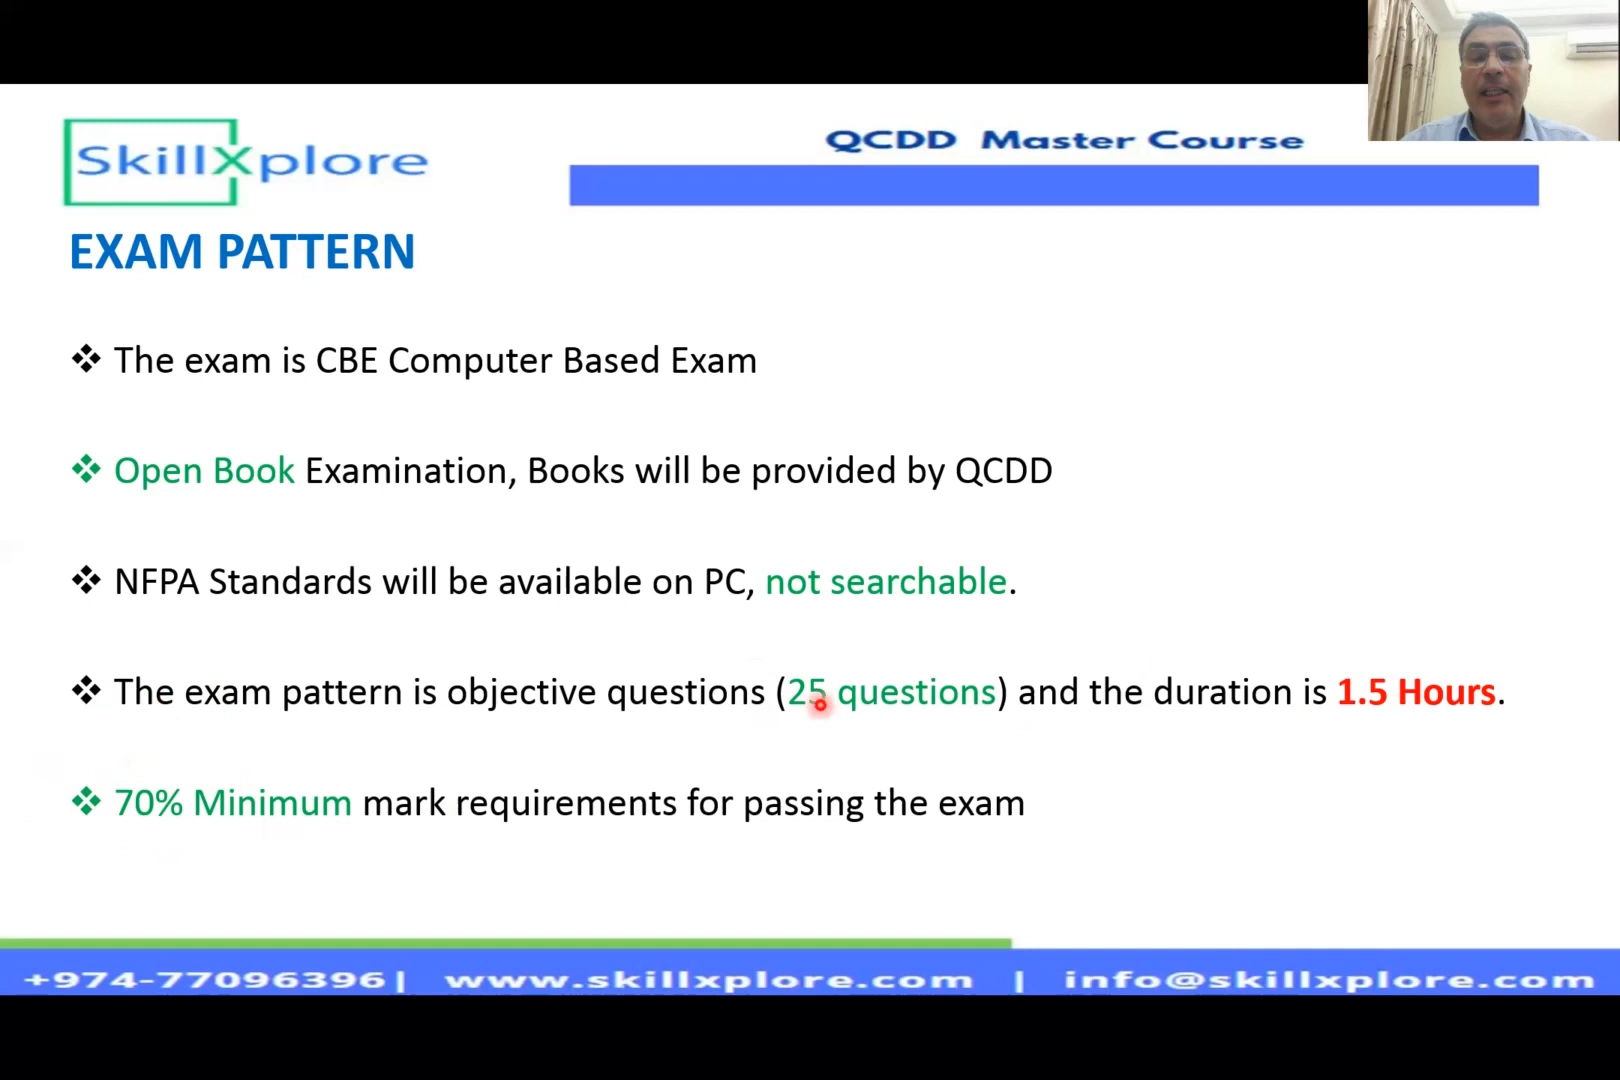 SkillXplore
QCDD Master Course
EXAM PATTERN
❖ The exam is CBE Computer Based Exam
❖ Open Book Examination, Books will be provided by QCDD
❖ NFPA Standards will be available on PC, not searchable.
❖ The exam pattern is objective questions (25 questions) and the duration is 1.5 Hours.
❖ 70% Minimum mark requirements for passing the exam
+974-77096396| www.skillxplore.com | info@skillxplore.com